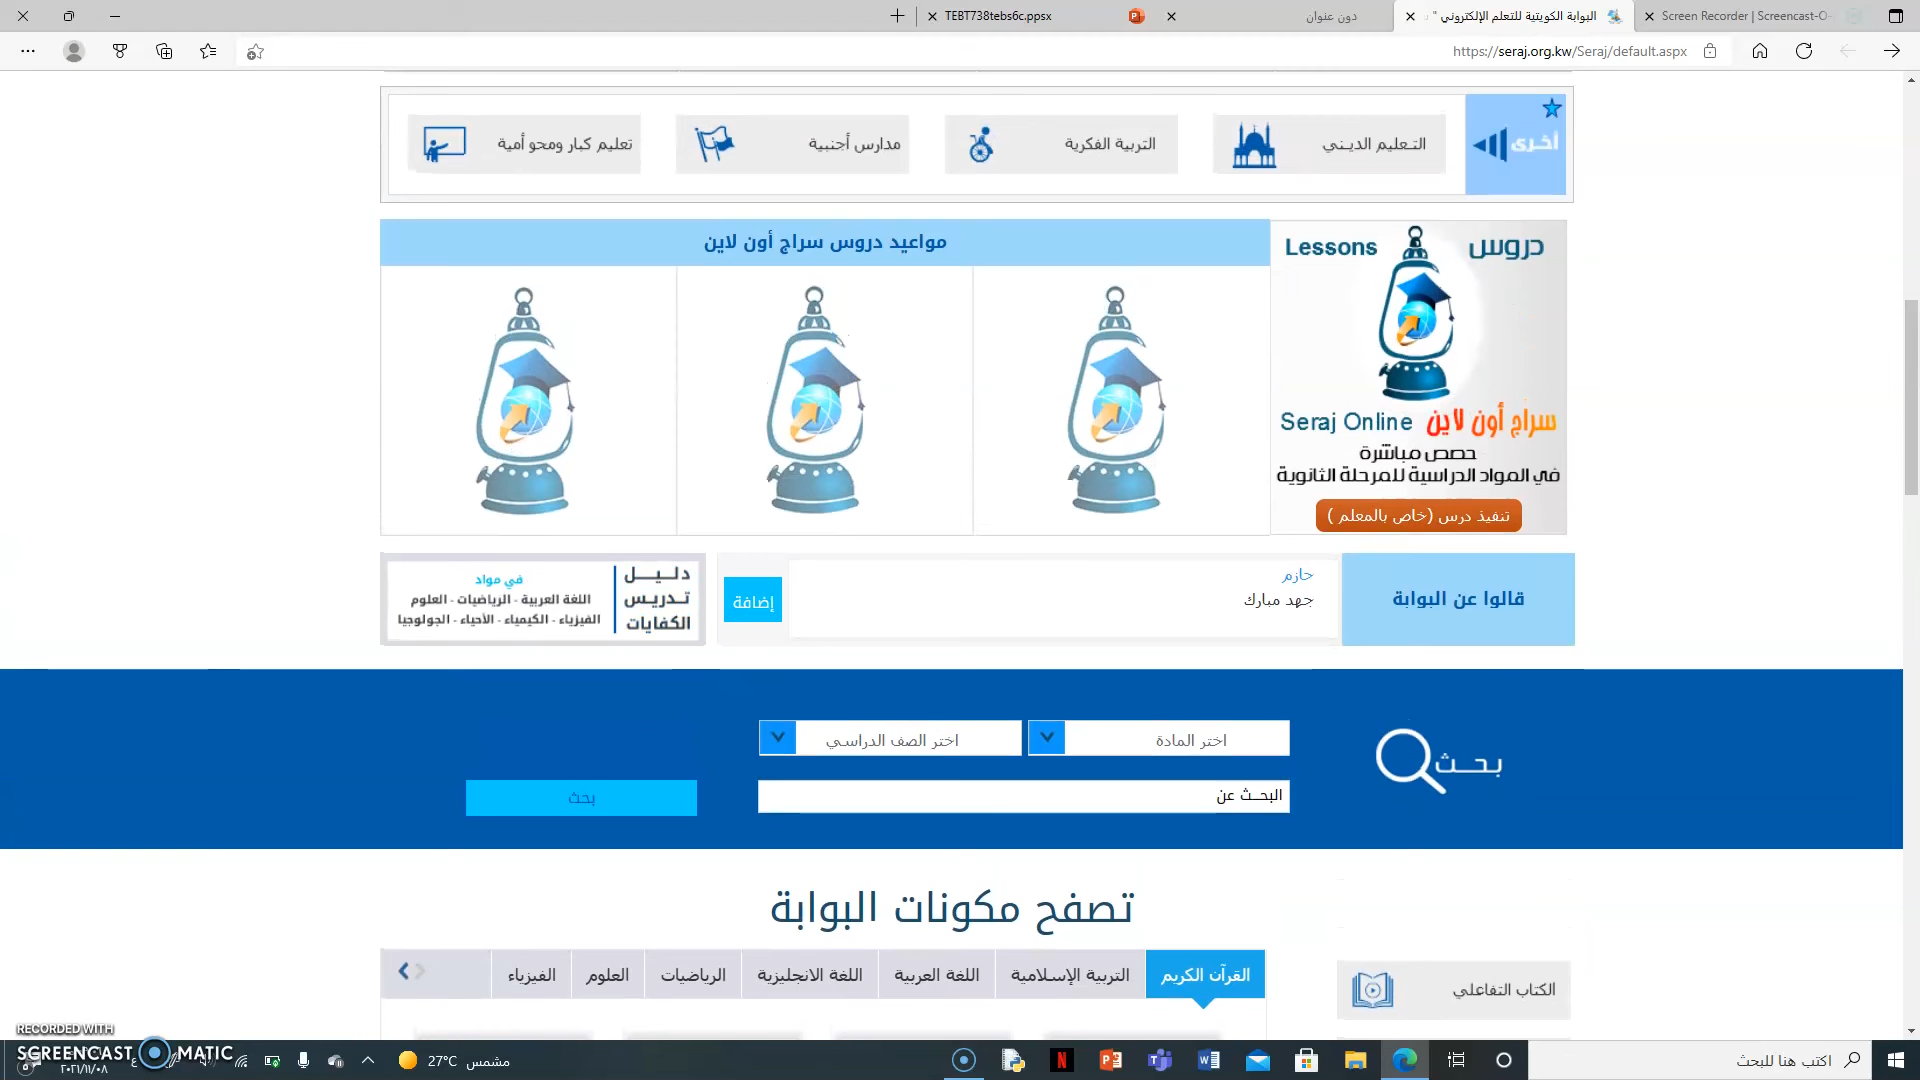 TEBT738tebs6c.ppsx
دون عنوان
البوابة الكويتية للتعلم الإلكتروني "
Screen Recorder | Screencast-O-
https://seraj.org.kw/Seraj/default.aspx
أخرى
التعليم الديني
التربية الفكرية
مدارس أجنبية
تعليم كبار ومحو أمية
مواعيد دروس سراج أون لاين
دروس Lessons
سراج أون لاين Seraj Online
حصص مباشرة
في المواد الدراسية للمرحلة الثانوية
تنفيذ درس (خاص بالمعلم )
قالوا عن البوابة
حازم
جهد مبارك
إضافة
دليل
تدريس
الكفايات
في مواد
اللغة العربية - الرياضيات - العلوم
الفيزياء - الكيمياء - الأحياء - الجولوجيا
بحث
اختر المادة
اختر الصف الدراسي
البحث عن
بحث
تصفح مكونات البوابة
القرآن الكريم
التربية الإسلامية
اللغة العربية
اللغة الانجليزية
الرياضيات
العلوم
الفيزياء
الكتاب التفاعلي
RECORDED WITH
SCREENCAST MATIC
٢٠٢١/١١/٠٨
27°C مشمس
اكتب هنا للبحث